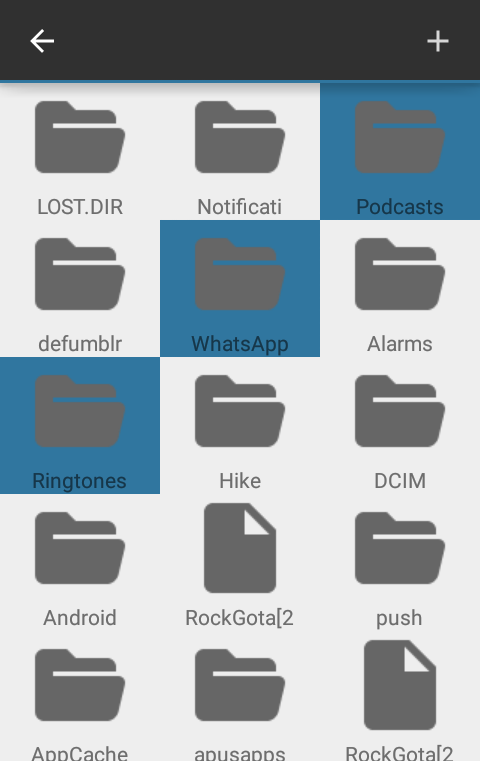 LOST.DIR
Notificati
Podcasts
defumblr
WhatsApp
Alarms
Ringtones
Hike
DCIM
Android
RockGota[2
push
AppCache
apusapps
RockGota[2